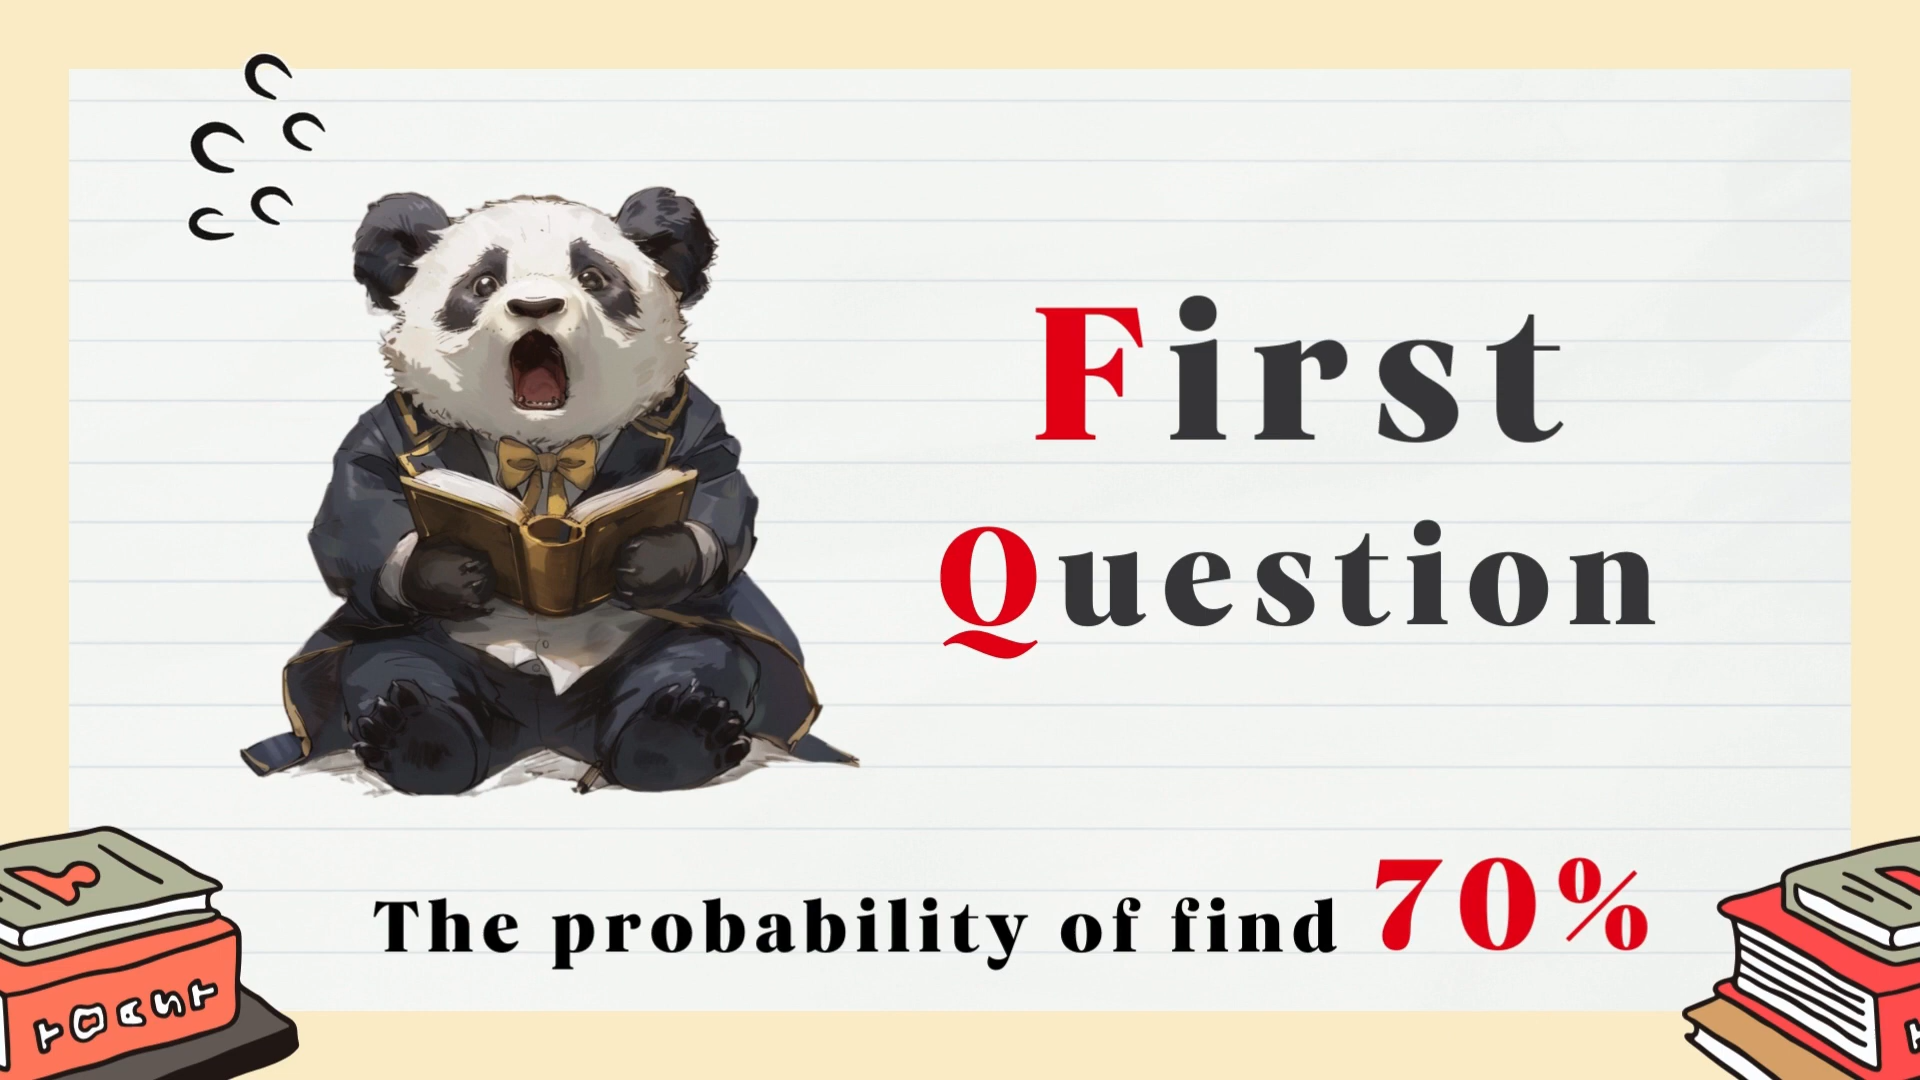 First
Question
The probability of find 70%